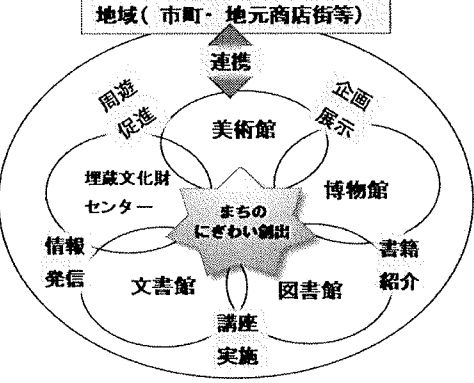 地域( 市町・ 地元商店街等)
連携
周遊
促進
企画
展示
美術館
埋蔵文化財
センター
博物館
まちの
にぎわい創出
情報
発信
書籍
紹介
文書館
図書館
講座
実施